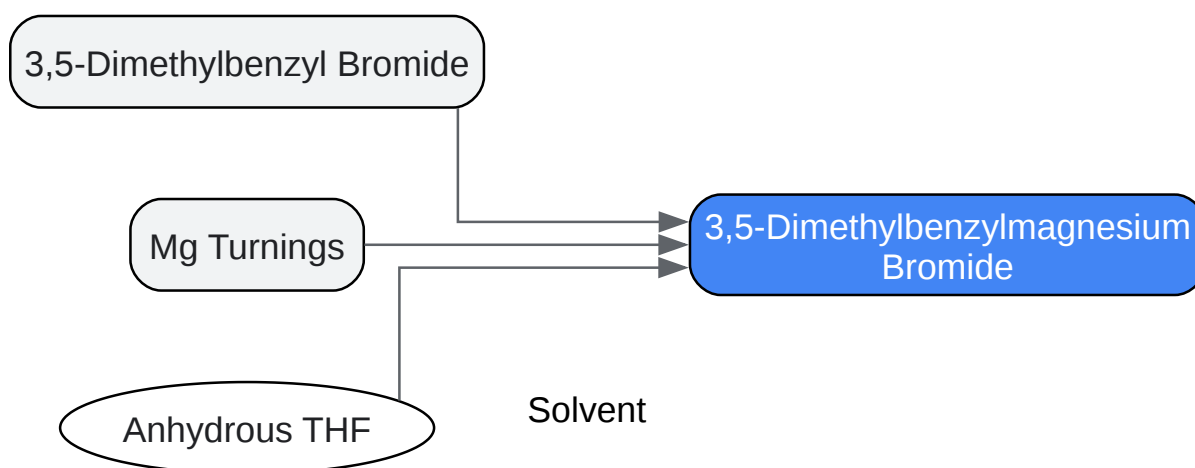 3,5-Dimethylbenzyl Bromide
Mg Turnings
3,5-Dimethylbenzylmagnesium
Bromide
Anhydrous THF
Solvent